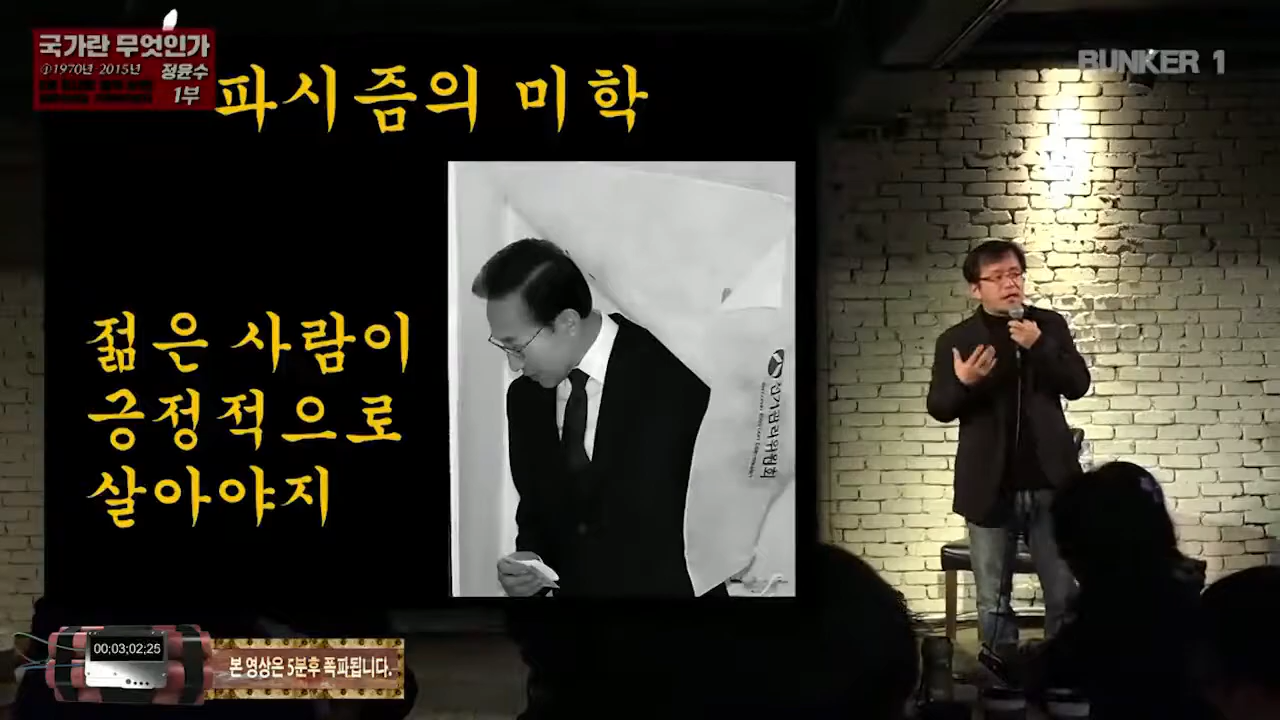 국가란 무엇인가
①1970년 2015년 정윤수
1부
BUNKER 1
파시즘의 미학
젊은 사람이
긍정적으로
살아야지
선거관리위원회
00;03;02;25
본 영상은 5분후 폭파됩니다.